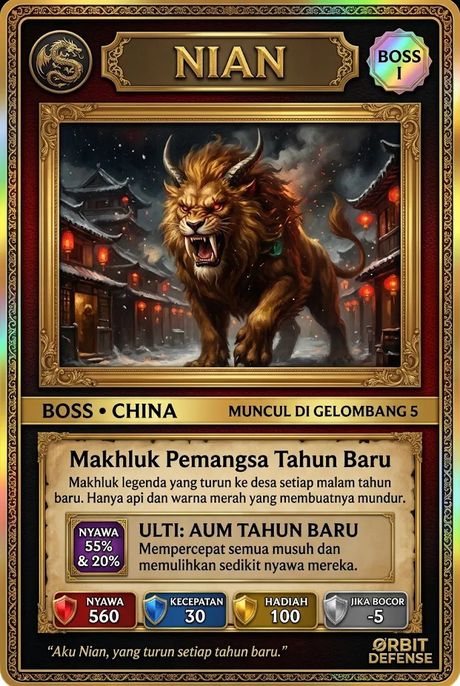 NIAN
BOSS
I
BOSS • CHINA
MUNCUL DI GELOMBANG 5
Makhluk Pemangsa Tahun Baru
Makhluk legenda yang turun ke desa setiap malam tahun
baru. Hanya api dan warna merah yang membuatnya mundur.
NYAWA
55%
& 20%
ULTI: AUM TAHUN BARU
Mempercepat semua musuh dan
memulihkan sedikit nyawa mereka.
NYAWA
560
KECEPATAN
30
HADIAH
100
JIKA BOCOR
-5
“Aku Nian, yang turun setiap tahun baru.”
ORBIT
DEFENSE